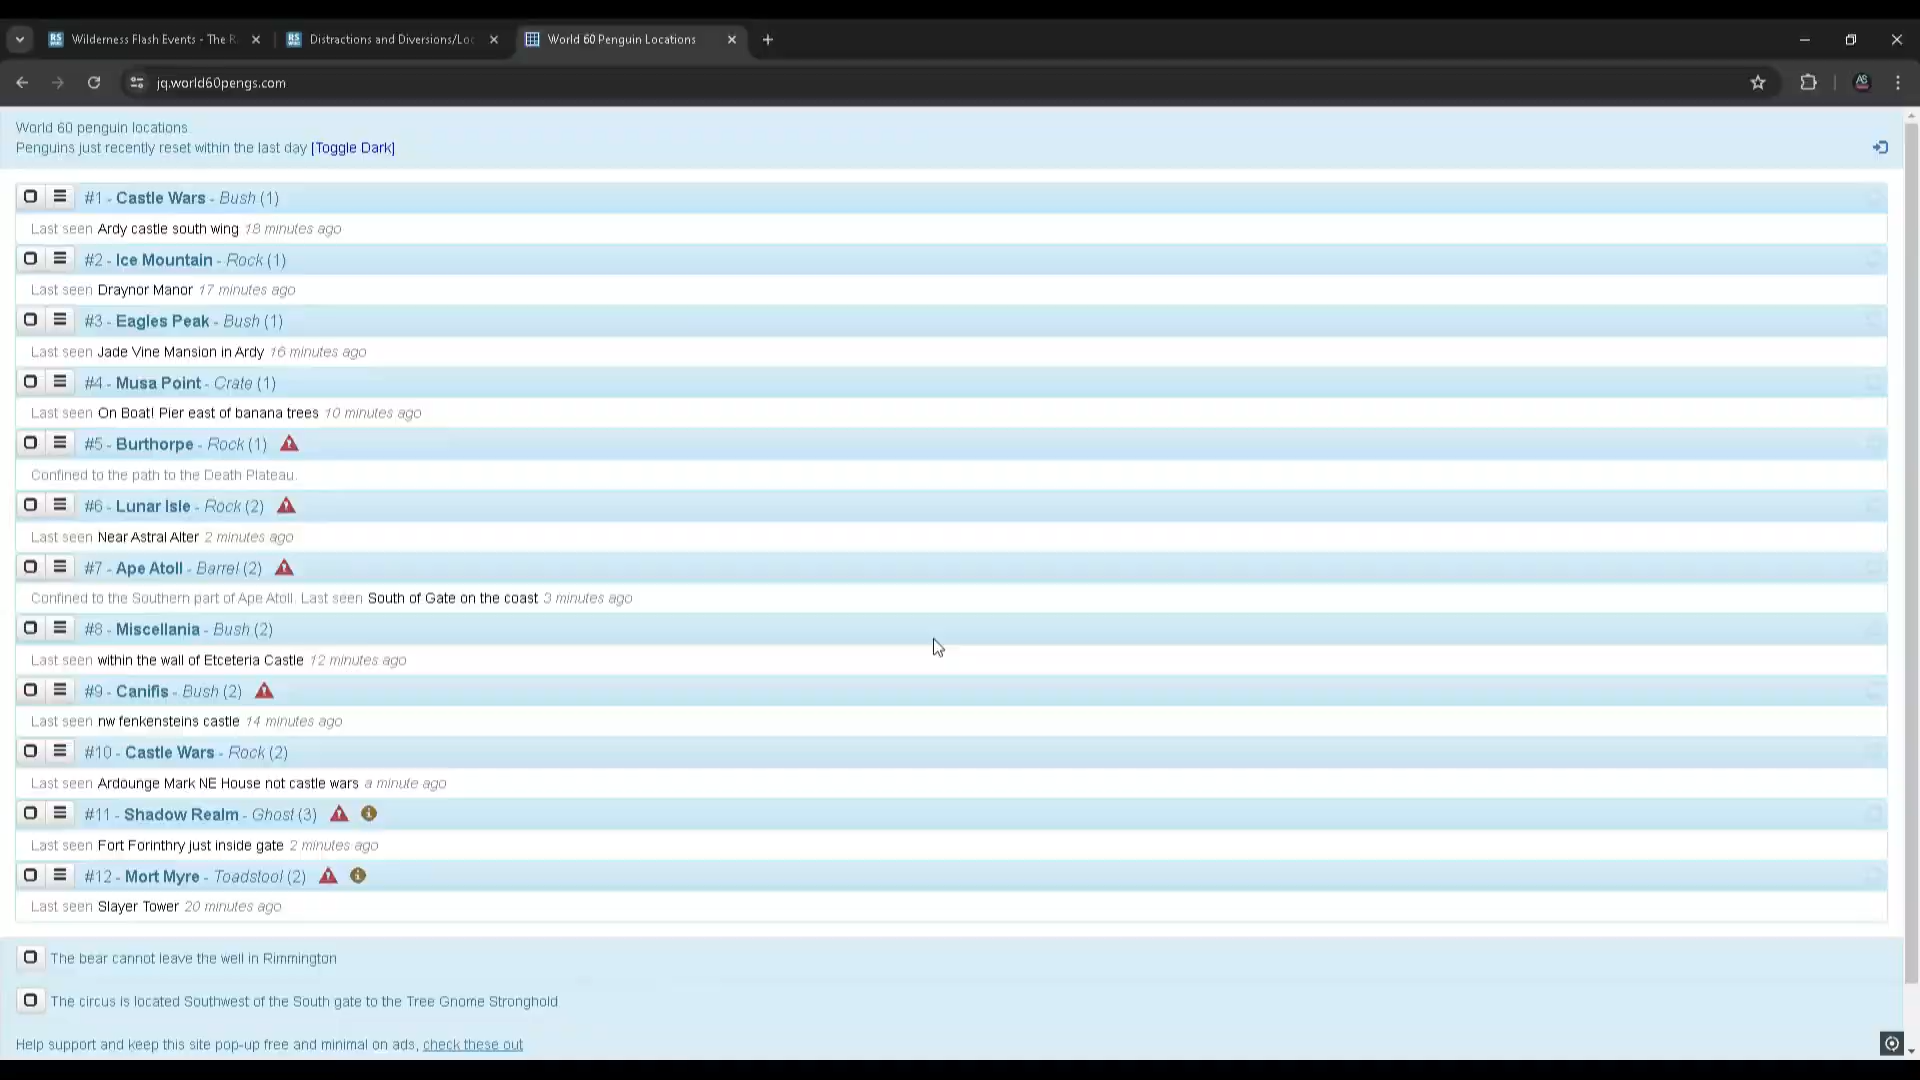 Wilderness Flash Events - The R
Distractions and Diversions/Loc
World 60 Penguin Locations
jq.world60pengs.com
World 60 penguin locations
Penguins just recently reset within the last day [Toggle Dark]
#1 - Castle Wars - Bush (1)
Last seen Ardy castle south wing 18 minutes ago
#2 - Ice Mountain - Rock (1)
Last seen Draynor Manor 17 minutes ago
#3 - Eagles Peak - Bush (1)
Last seen Jade Vine Mansion in Ardy 16 minutes ago
#4 - Musa Point - Crate (1)
Last seen On Boat! Pier east of banana trees 10 minutes ago
#5 - Burthorpe - Rock (1)
Confined to the path to the Death Plateau.
#6 - Lunar Isle - Rock (2)
Last seen Near Astral Alter 2 minutes ago
#7 - Ape Atoll - Barrel (2)
Confined to the Southern part of Ape Atoll. Last seen South of Gate on the coast 3 minutes ago
#8 - Miscellania - Bush (2)
Last seen within the wall of Etceteria Castle 12 minutes ago
#9 - Canifis - Bush (2)
Last seen nw fenkensteins castle 14 minutes ago
#10 - Castle Wars - Rock (2)
Last seen Ardounge Mark NE House not castle wars a minute ago
#11 - Shadow Realm - Ghost (3)
Last seen Fort Forinthry just inside gate 2 minutes ago
#12 - Mort Myre - Toadstool (2)
Last seen Slayer Tower 20 minutes ago
The bear cannot leave the well in Rimmington
The circus is located Southwest of the South gate to the Tree Gnome Stronghold
Help support and keep this site pop-up free and minimal on ads, check these out